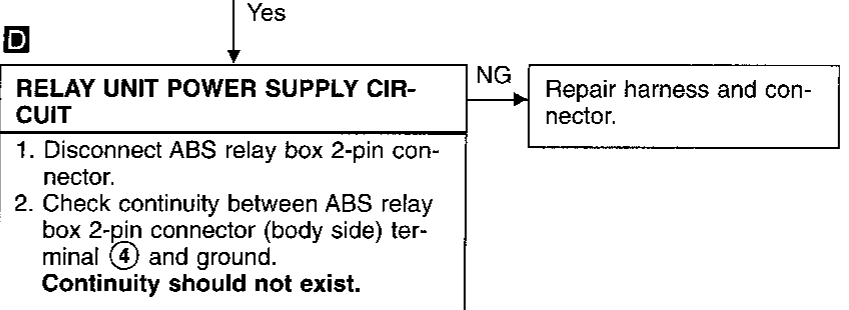 Yes
D
RELAY UNIT POWER SUPPLY CIR-
CUIT
NG
Repair harness and con-
nector.
1. Disconnect ABS relay box 2-pin con-
nector.
2. Check continuity between ABS relay
box 2-pin connector (body side) ter-
minal ④ and ground.
Continuity should not exist.